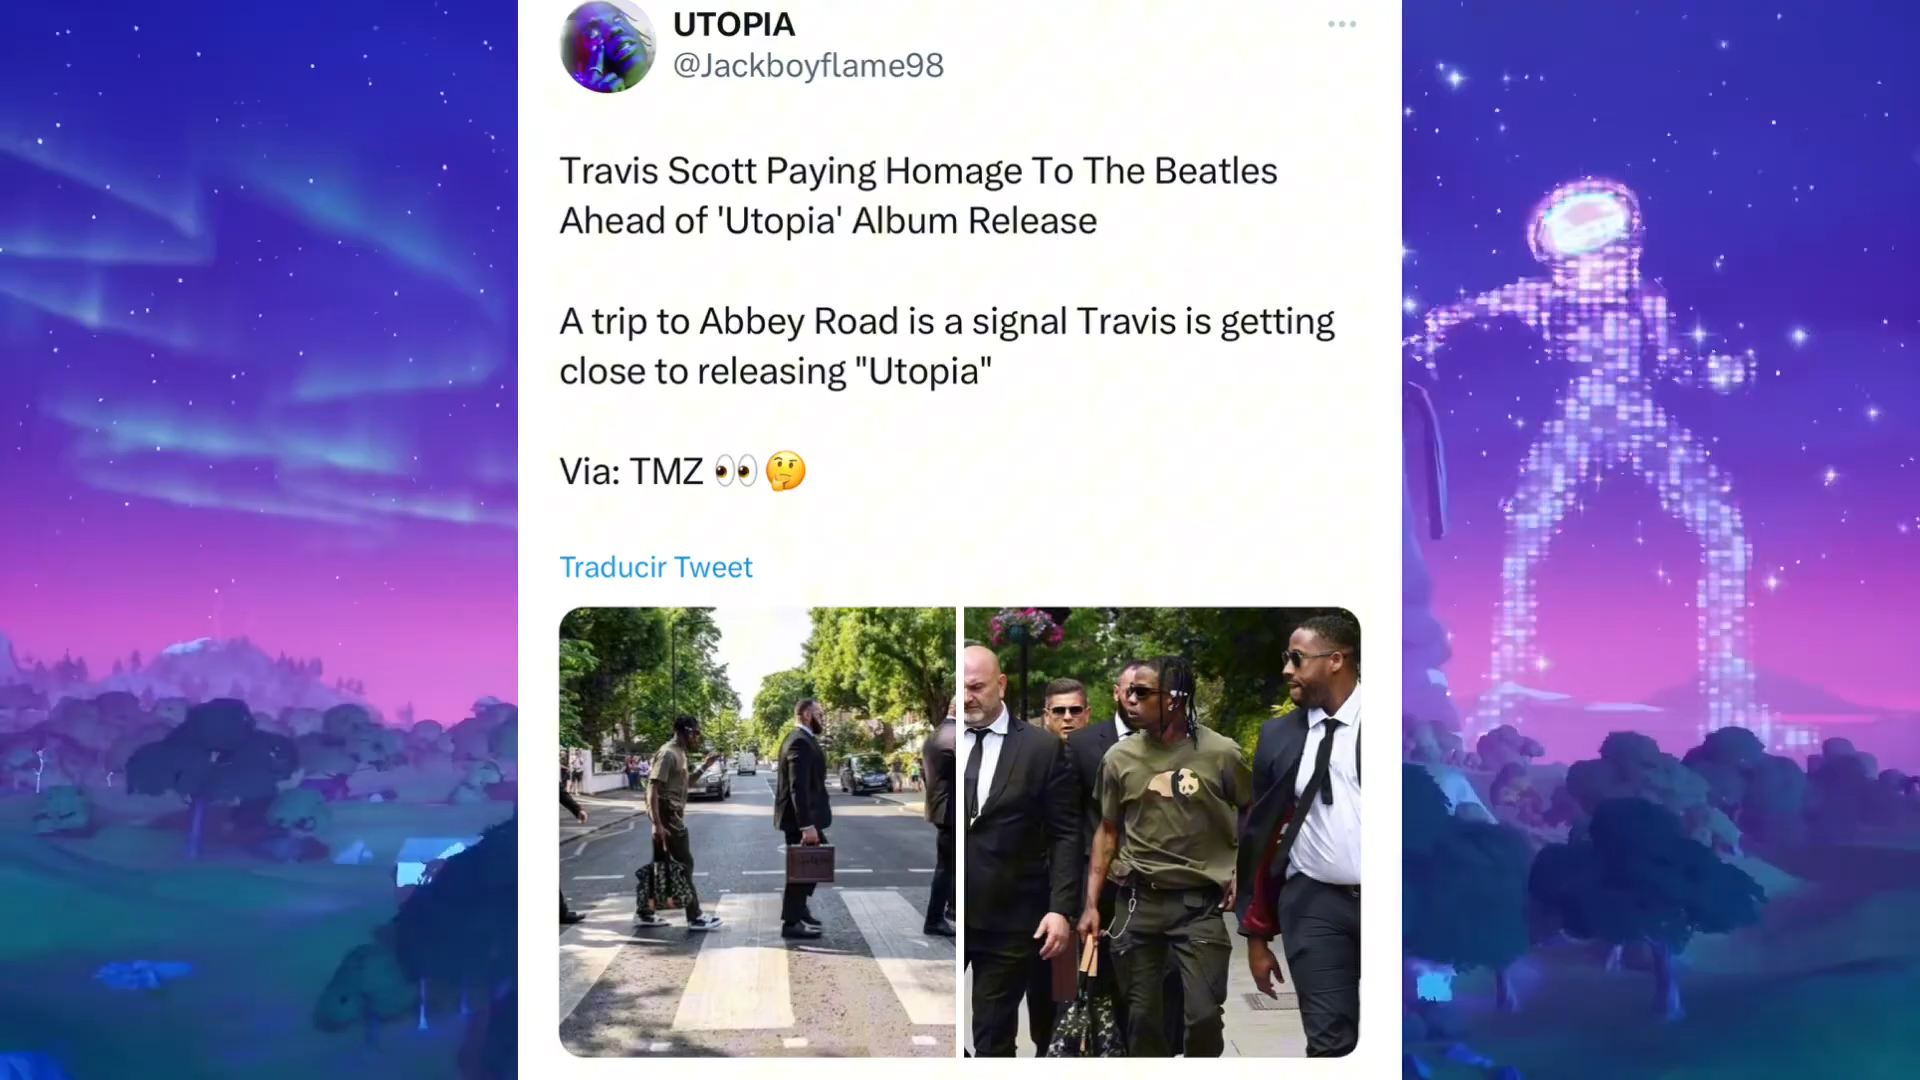 UTOPIA
@Jackboyflame98
Travis Scott Paying Homage To The Beatles
Ahead of 'Utopia' Album Release
A trip to Abbey Road is a signal Travis is getting
close to releasing "Utopia"
Via: TMZ 👀🤔
Traducir Tweet